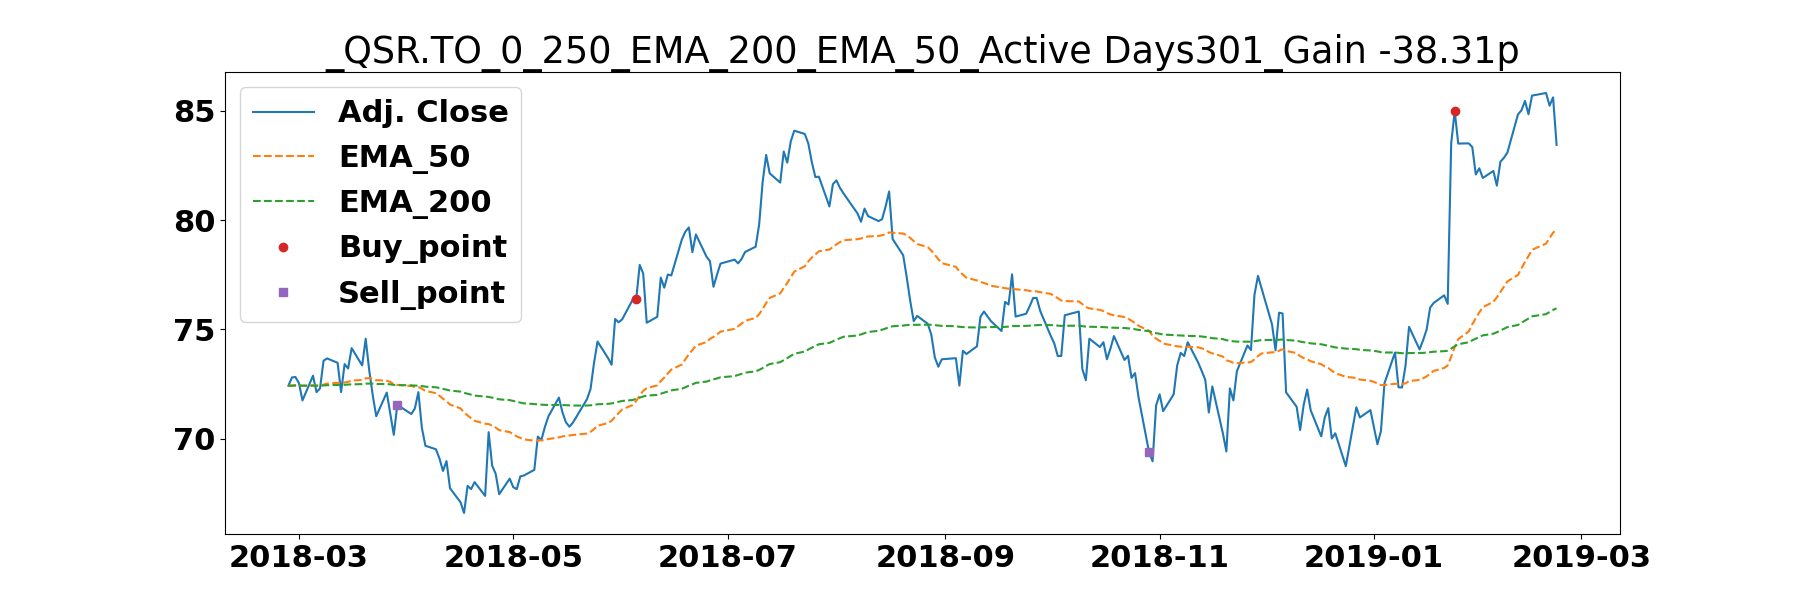 _QSR.TO_0_250_EMA_200_EMA_50_Active Days301_Gain -38.31p
Adj. Close
EMA_50
EMA_200
Buy_point
Sell_point
85
80
75
70
2018-03 2018-05 2018-07 2018-09 2018-11 2019-01 2019-03